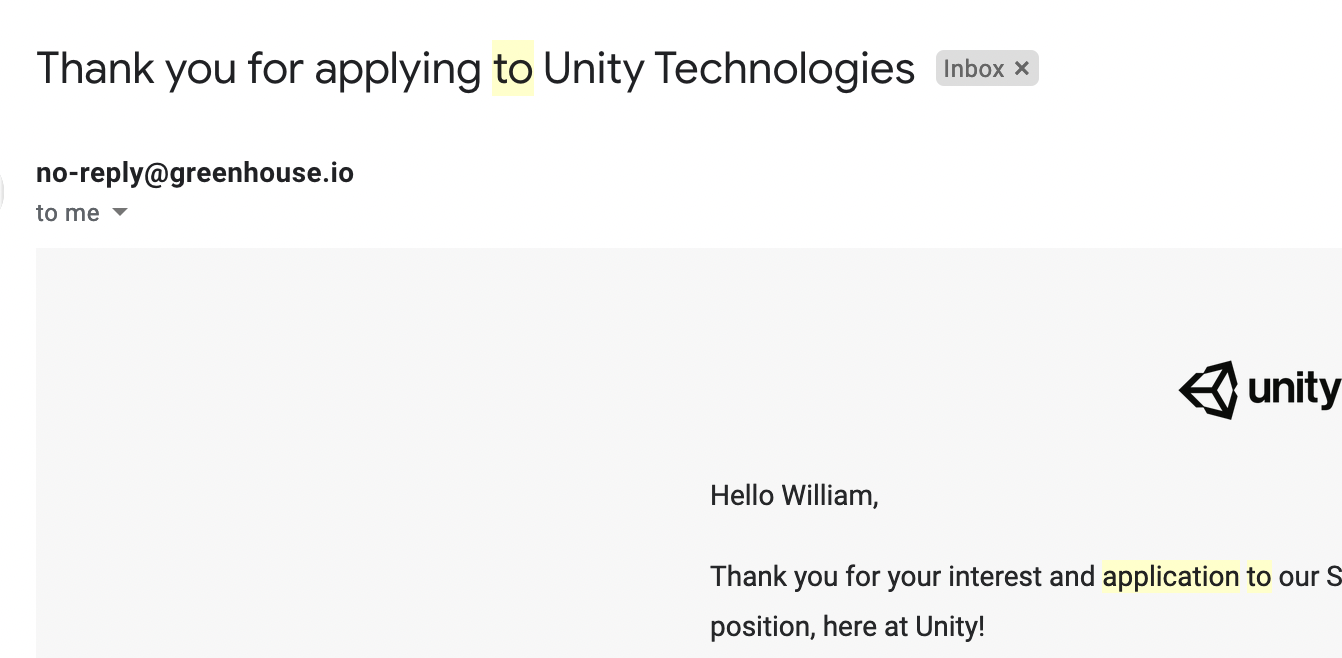 Thank you for applying to Unity Technologies Inbox ×
no-reply@greenhouse.io
to me
unity
Hello William,
Thank you for your interest and application to our S
position, here at Unity!